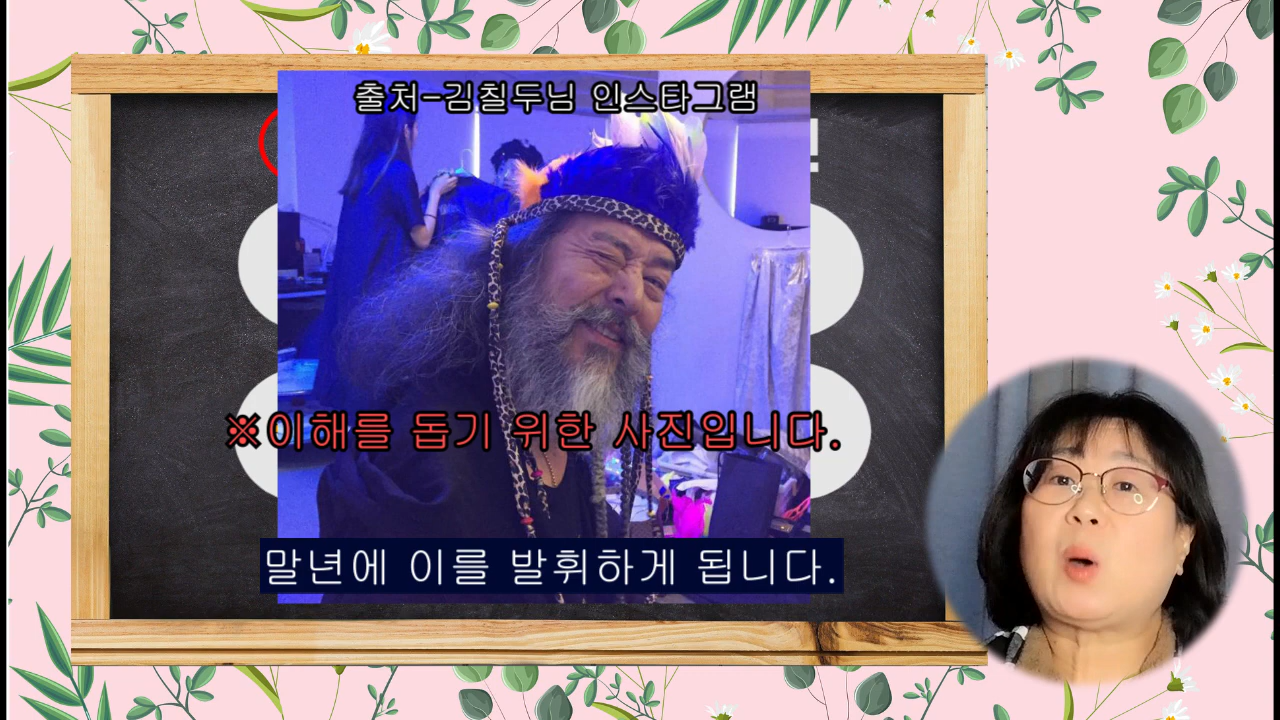 출처-김칠두님 인스타그램
!
※이해를 돕기 위한 사진입니다.
말년에 이를 발휘하게 됩니다.